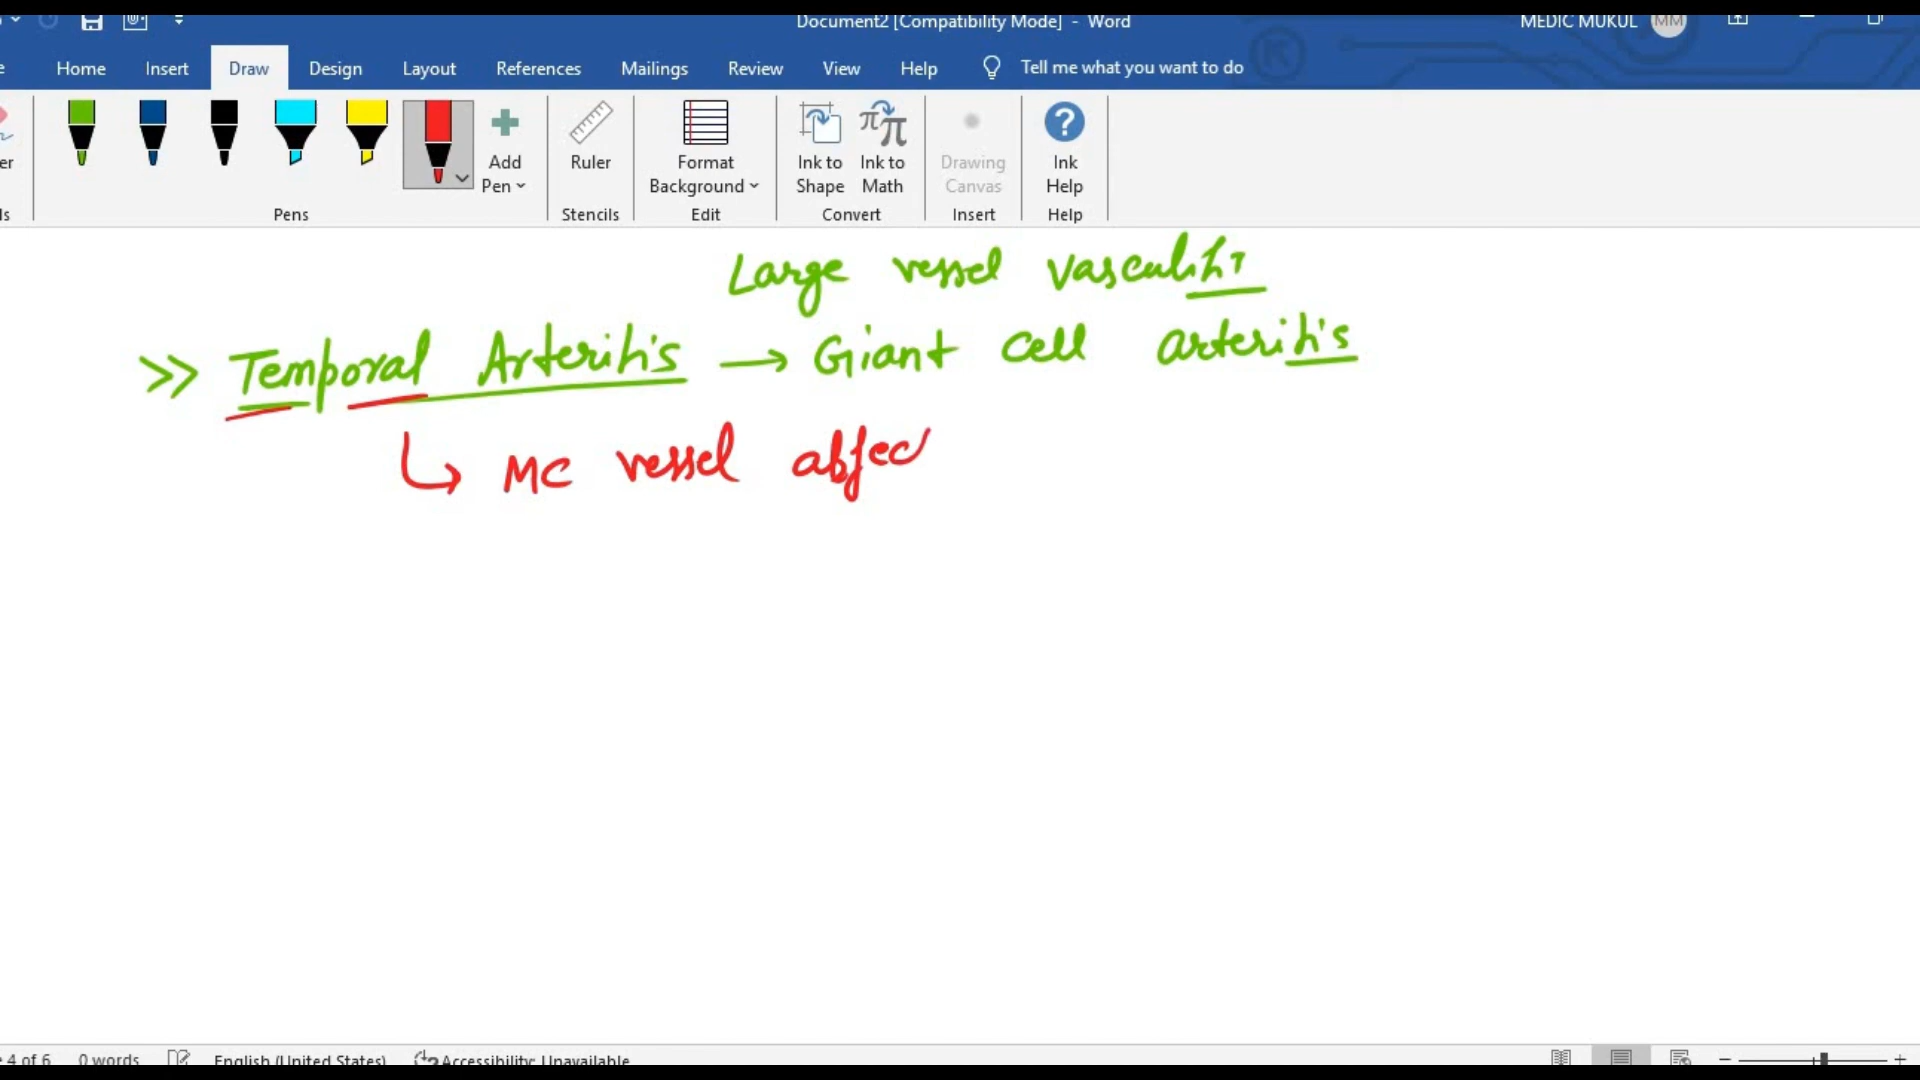 Document2 [Compatibility Mode] - Word MEDIC MUKUL MM
Home Insert Draw Design Layout References Mailings Review View Help Tell me what you want to do
Add Pen Ruler Format Background Ink to Shape Ink to Math Drawing Canvas Ink Help
Pens Stencils Edit Convert Insert Help
Large vessel vasculitis
>> Temporal Arteritis → Giant cell arteritis
↳ MC vessel affec
4 of 6 0 words English (United States) Accessibility: Unavailable